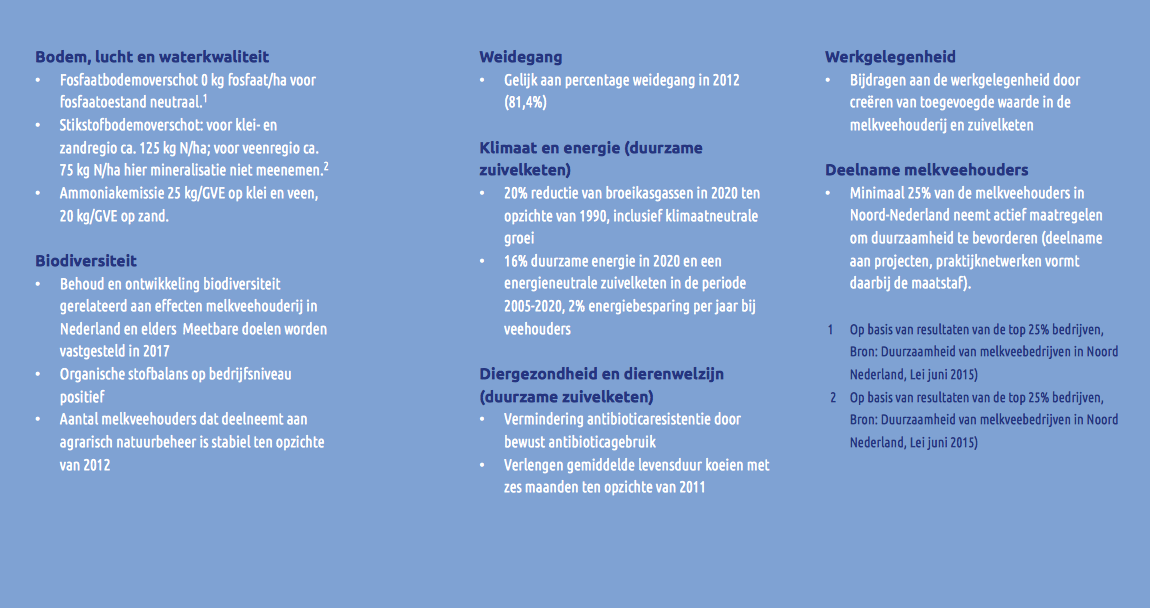 Bodem, lucht en waterkwaliteit
• Fosfaatbodemoverschot 0 kg fosfaat/ha voor
fosfaatoestand neutraal.1
• Stikstofbodemoverschot: voor klei- en
zandregio ca. 125 kg N/ha; voor veenregio ca.
75 kg N/ha hier mineralisatie niet meenemen.2
• Ammoniakemissie 25 kg/GVE op klei en veen,
20 kg/GVE op zand.
Biodiversiteit
• Behoud en ontwikkeling biodiversiteit
gerelateerd aan effecten melkveehouderij in
Nederland en elders  Meetbare doelen worden
vastgesteld in 2017
• Organische stofbalans op bedrijfsniveau
positief
• Aantal melkveehouders dat deelneemt aan
agrarisch natuurbeheer is stabiel ten opzichte
van 2012
Weidegang
• Gelijk aan percentage weidegang in 2012
(81,4%)
Klimaat en energie (duurzame
zuivelketen)
• 20% reductie van broeikasgassen in 2020 ten
opzichte van 1990, inclusief klimaatneutrale
groei
• 16% duurzame energie in 2020 en een
energieneutrale zuivelketen in de periode
2005-2020, 2% energiebesparing per jaar bij
veehouders
Diergezondheid en dierenwelzijn
(duurzame zuivelketen)
• Vermindering antibioticaresistentie door
bewust antibioticagebruik
• Verlengen gemiddelde levensduur koeien met
zes maanden ten opzichte van 2011
Werkgelegenheid
• Bijdragen aan de werkgelegenheid door
creëren van toegevoegde waarde in de
melkveehouderij en zuivelketen
Deelname melkveehouders
• Minimaal 25% van de melkveehouders in
Noord-Nederland neemt actief maatregelen
om duurzaamheid te bevorderen (deelname
aan projecten, praktijknetwerken vormt
daarbij de maatstaf).
1 Op basis van resultaten van de top 25% bedrijven,
Bron: Duurzaamheid van melkveebedrijven in Noord
Nederland, Lei juni 2015)
2 Op basis van resultaten van de top 25% bedrijven,
Bron: Duurzaamheid van melkveebedrijven in Noord
Nederland, Lei juni 2015)